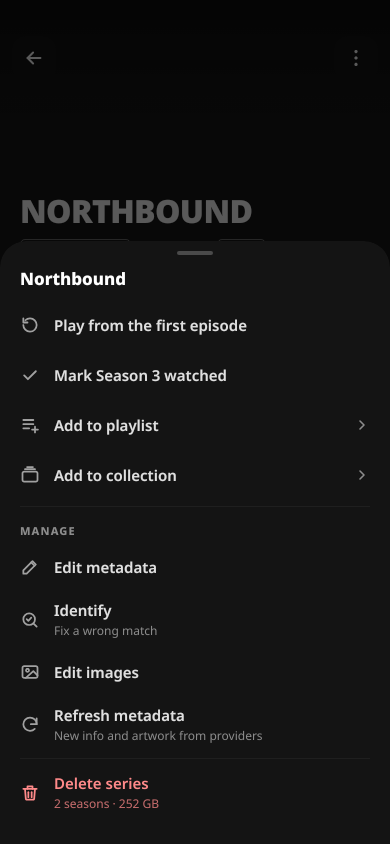 NORTHBOUND
Northbound
Play from the first episode
Mark Season 3 watched
Add to playlist
Add to collection
MANAGE
Edit metadata
Identify
Fix a wrong match
Edit images
Refresh metadata
New info and artwork from providers
Delete series
2 seasons · 252 GB